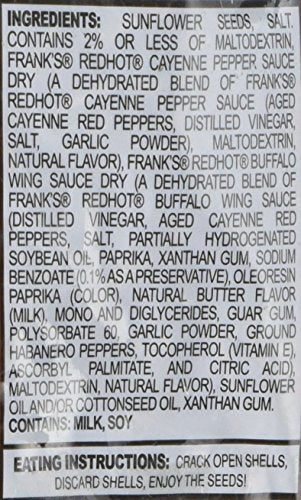 INGREDIENTS: SUNFLOWER SEEDS, SALT.
CONTAINS 2% OR LESS OF MALTODEXTRIN,
FRANK'S® REDHOT® CAYENNE PEPPER SAUCE
DRY (A DEHYDRATED BLEND OF FRANK'S®
REDHOT® CAYENNE PEPPER SAUCE (AGED
CAYENNE RED PEPPERS, DISTILLED VINEGAR,
SALT, GARLIC POWDER), MALTODEXTRIN,
NATURAL FLAVOR), FRANK'S® REDHOT® BUFFALO
WING SAUCE DRY (A DEHYDRATED BLEND OF
FRANK'S® REDHOT® BUFFALO WING SAUCE
(DISTILLED VINEGAR, AGED CAYENNE RED
PEPPERS, SALT, PARTIALLY HYDROGENATED
SOYBEAN OIL, PAPRIKA, XANTHAN GUM, SODIUM
BENZOATE (0.1% AS A PRESERVATIVE), OLEORESIN
PAPRIKA (COLOR), NATURAL BUTTER FLAVOR
(MILK), MONO AND DIGLYCERIDES, GUAR GUM,
POLYSORBATE 60, GARLIC POWDER, GROUND
HABANERO PEPPERS, TOCOPHEROL (VITAMIN E),
ASCORBYL PALMITATE, AND CITRIC ACID),
MALTODEXTRIN, NATURAL FLAVOR), SUNFLOWER
OIL AND/OR COTTONSEED OIL, XANTHAN GUM.
CONTAINS: MILK, SOY
EATING INSTRUCTIONS: CRACK OPEN SHELLS,
DISCARD SHELLS, ENJOY THE SEEDS!